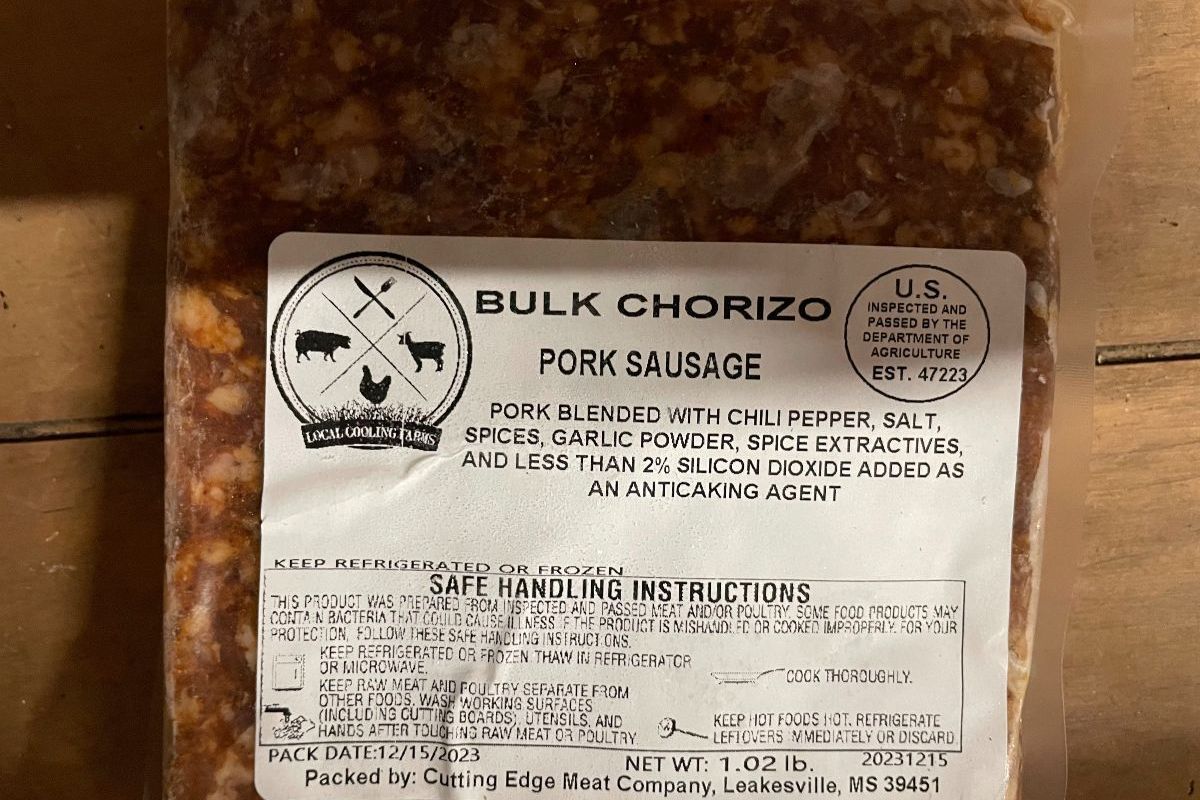 BULK CHORIZO
PORK SAUSAGE
U.S.
INSPECTED AND
PASSED BY THE
DEPARTMENT OF
AGRICULTURE
EST. 47223
LOCAL COOLING FARMS
PORK BLENDED WITH CHILI PEPPER, SALT,
SPICES, GARLIC POWDER, SPICE EXTRACTIVES,
AND LESS THAN 2% SILICON DIOXIDE ADDED AS
AN ANTICAKING AGENT
KEEP REFRIGERATED OR FROZEN
SAFE HANDLING INSTRUCTIONS
THIS PRODUCT WAS PREPARED FROM INSPECTED AND PASSED MEAT AND/OR POULTRY. SOME FOOD PRODUCTS MAY
CONTAIN BACTERIA THAT COULD CAUSE ILLNESS IF THE PRODUCT IS MISHANDLED OR COOKED IMPROPERLY. FOR YOUR
PROTECTION, FOLLOW THESE SAFE HANDLING INSTRUCTIONS.
KEEP REFRIGERATED OR FROZEN. THAW IN REFRIGERATOR
OR MICROWAVE.
KEEP RAW MEAT AND POULTRY SEPARATE FROM
OTHER FOODS. WASH WORKING SURFACES
(INCLUDING CUTTING BOARDS), UTENSILS, AND
HANDS AFTER TOUCHING RAW MEAT OR POULTRY.
COOK THOROUGHLY.
KEEP HOT FOODS HOT. REFRIGERATE
LEFTOVERS IMMEDIATELY OR DISCARD.
PACK DATE:12/15/2023
NET WT: 1.02 lb.
20231215
Packed by: Cutting Edge Meat Company, Leakesville, MS 39451